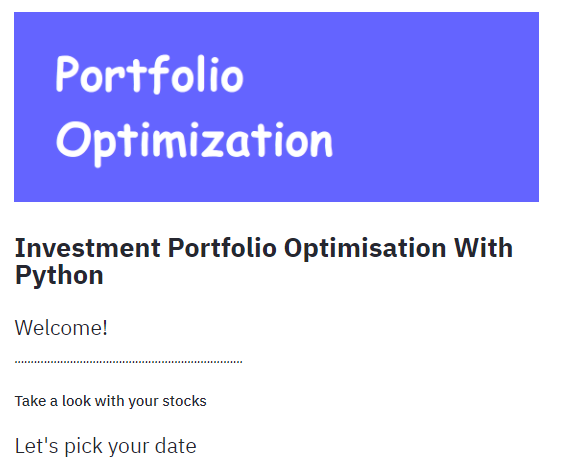 Portfolio
Optimization
Investment Portfolio Optimisation With
Python
Welcome!
......................................................................
Take a look with your stocks
Let's pick your date